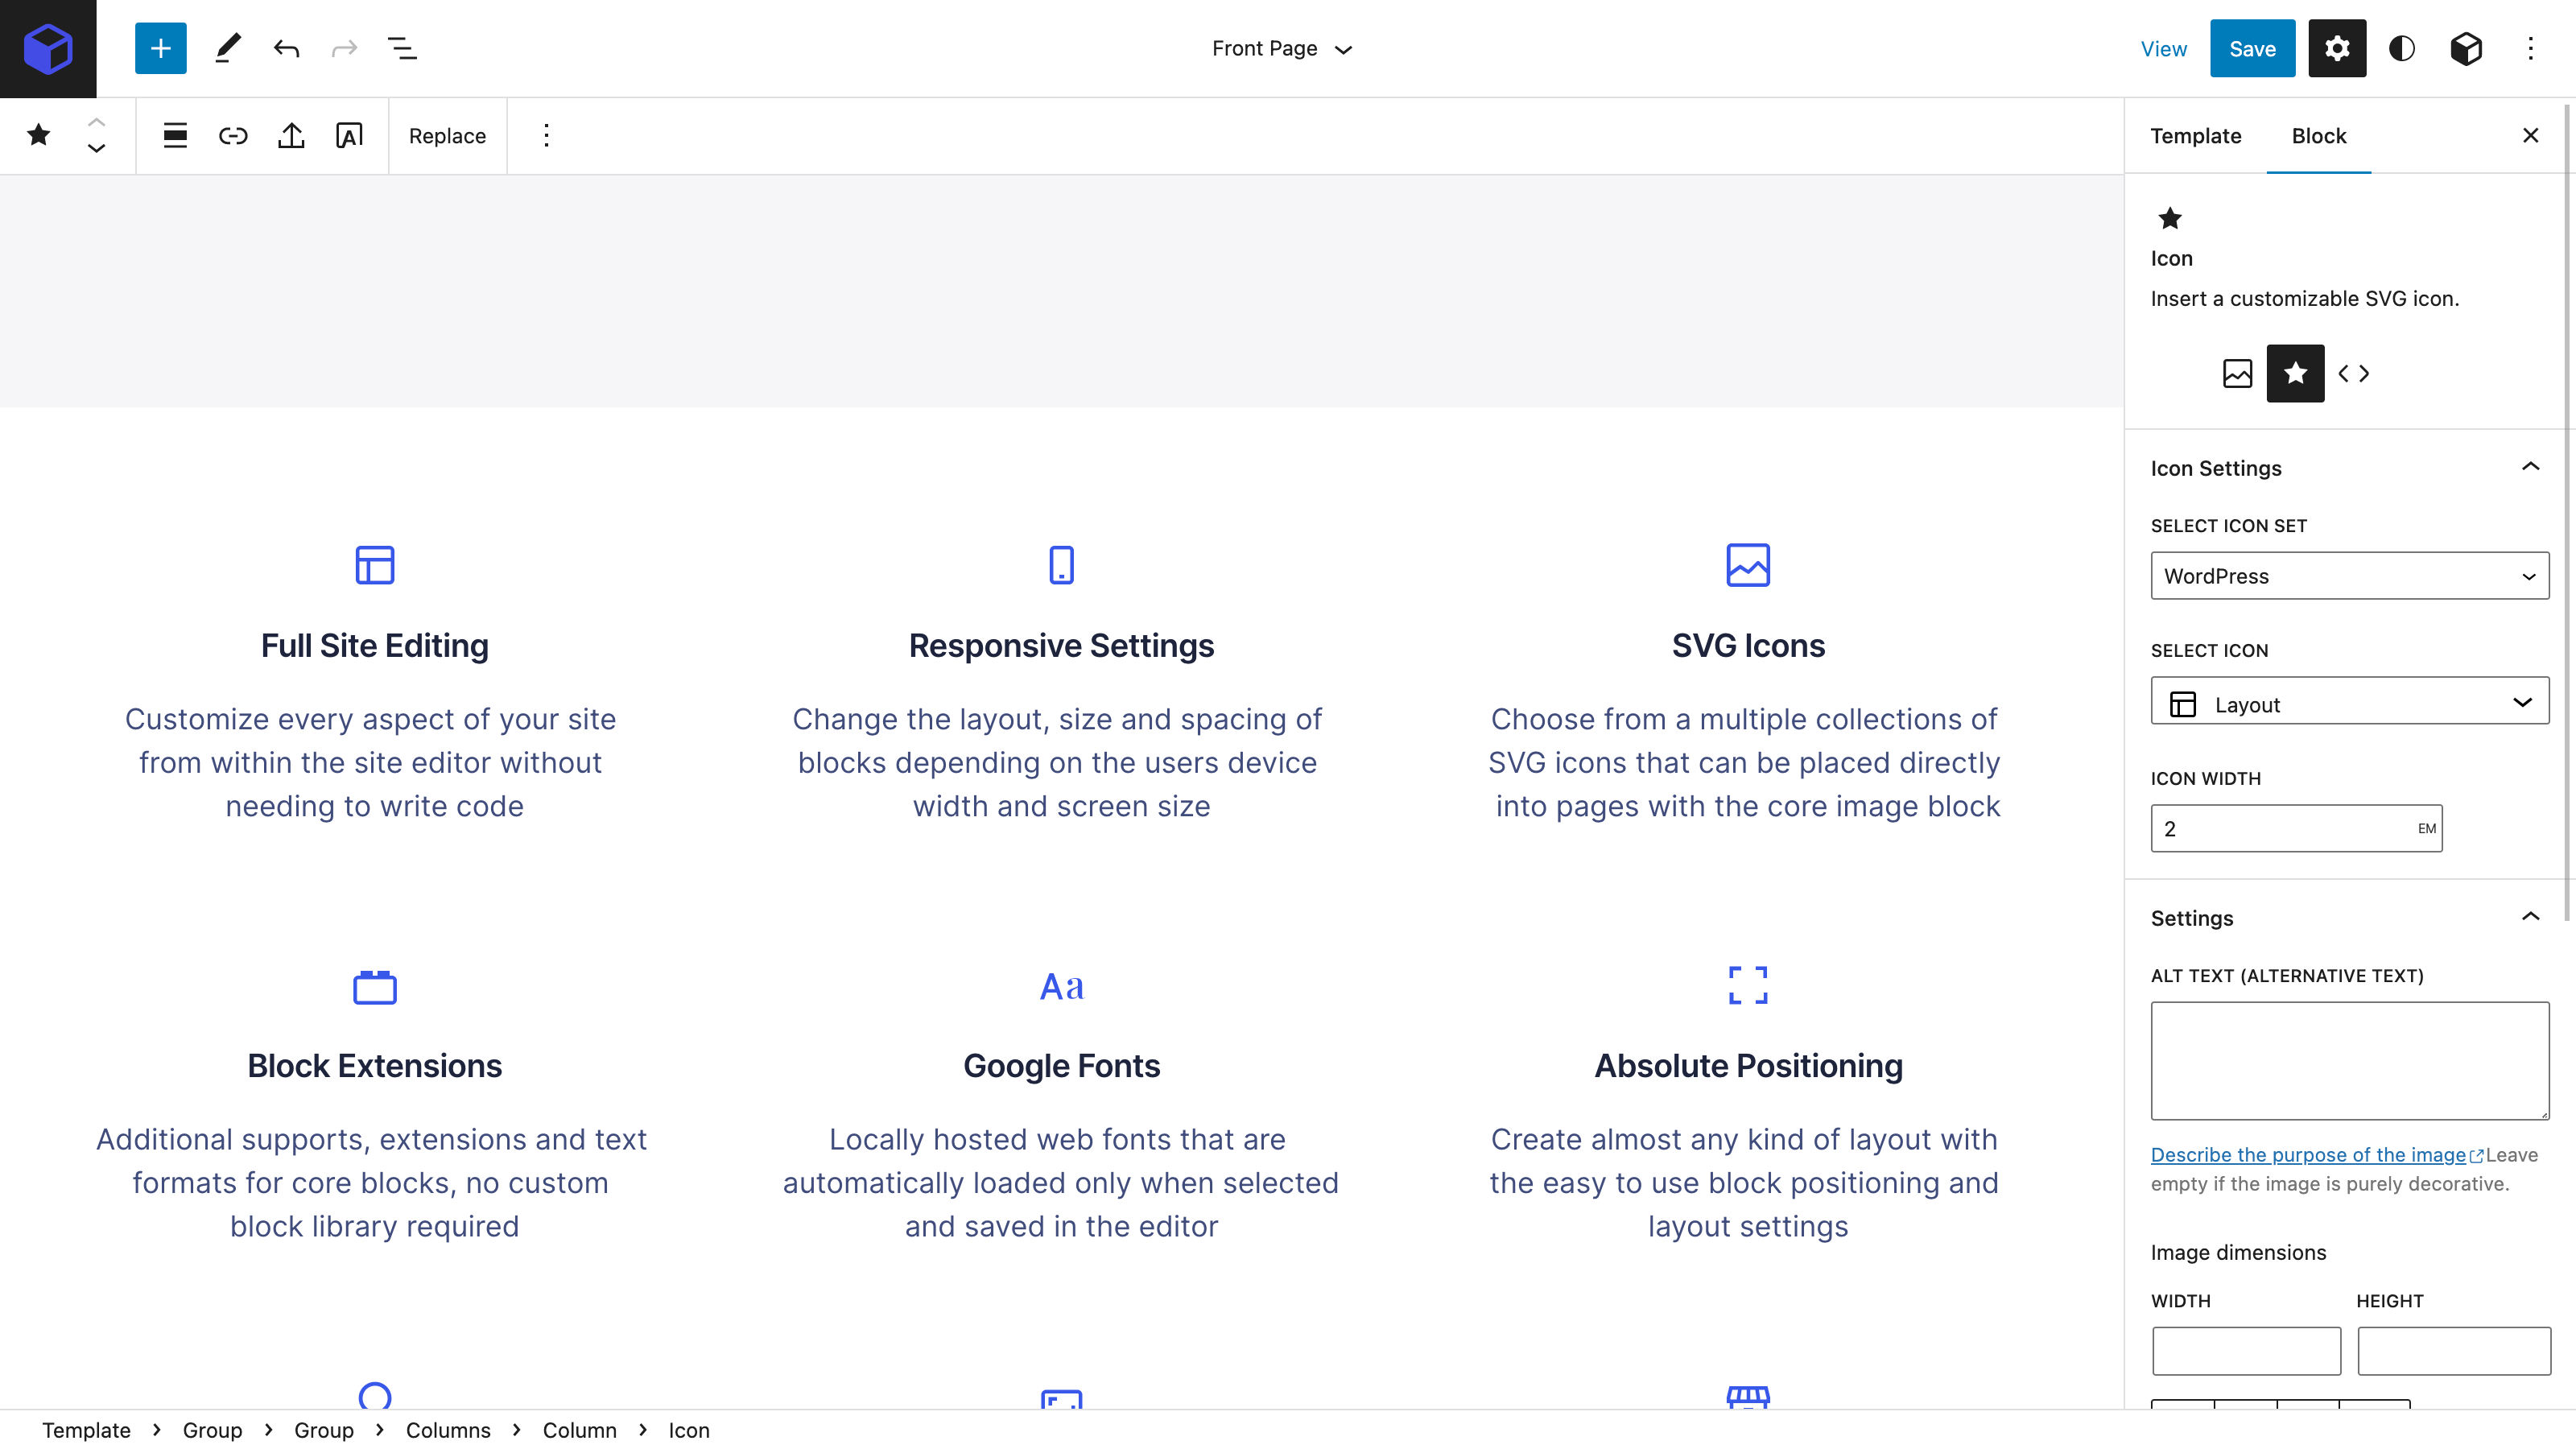 Front Page
View
Save
Replace
Template
Block
Icon
Insert a customizable SVG icon.
Icon Settings
SELECT ICON SET
WordPress
SELECT ICON
Layout
ICON WIDTH
2
EM
Settings
ALT TEXT (ALTERNATIVE TEXT)
Describe the purpose of the image Leave
empty if the image is purely decorative.
Image dimensions
WIDTH
HEIGHT
Full Site Editing
Customize every aspect of your site
from within the site editor without
needing to write code
Responsive Settings
Change the layout, size and spacing of
blocks depending on the users device
width and screen size
SVG Icons
Choose from a multiple collections of
SVG icons that can be placed directly
into pages with the core image block
Block Extensions
Additional supports, extensions and text
formats for core blocks, no custom
block library required
Aa
Google Fonts
Locally hosted web fonts that are
automatically loaded only when selected
and saved in the editor
Absolute Positioning
Create almost any kind of layout with
the easy to use block positioning and
layout settings
Template > Group > Group > Columns > Column > Icon